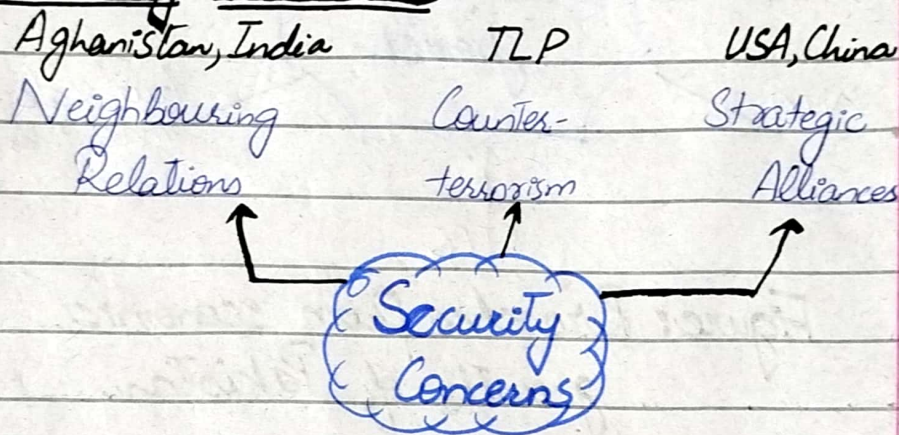 Aghanistan, India TLP USA, China
Neighbouring Counter- Strategic
Relations terrorism Alliances
Security
Concerns